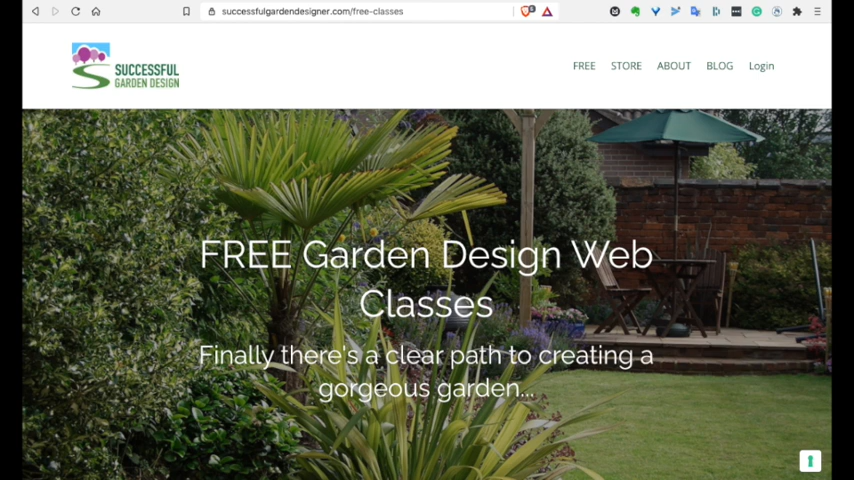 successfulgardendesigner.com/free-classes
SUCCESSFUL
GARDEN DESIGN
FREE STORE ABOUT BLOG Login
FREE Garden Design Web
Classes
Finally there's a clear path to creating a
gorgeous garden...